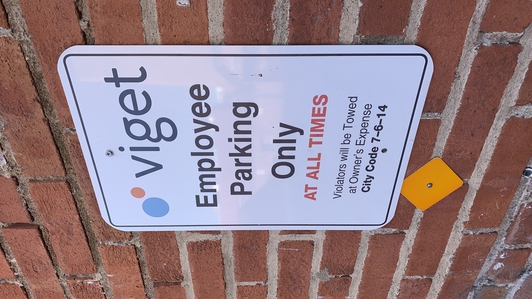 viget
Employee
Parking
Only
AT ALL TIMES
Violators will be Towed
at Owner's Expense
City Code 7-6-14